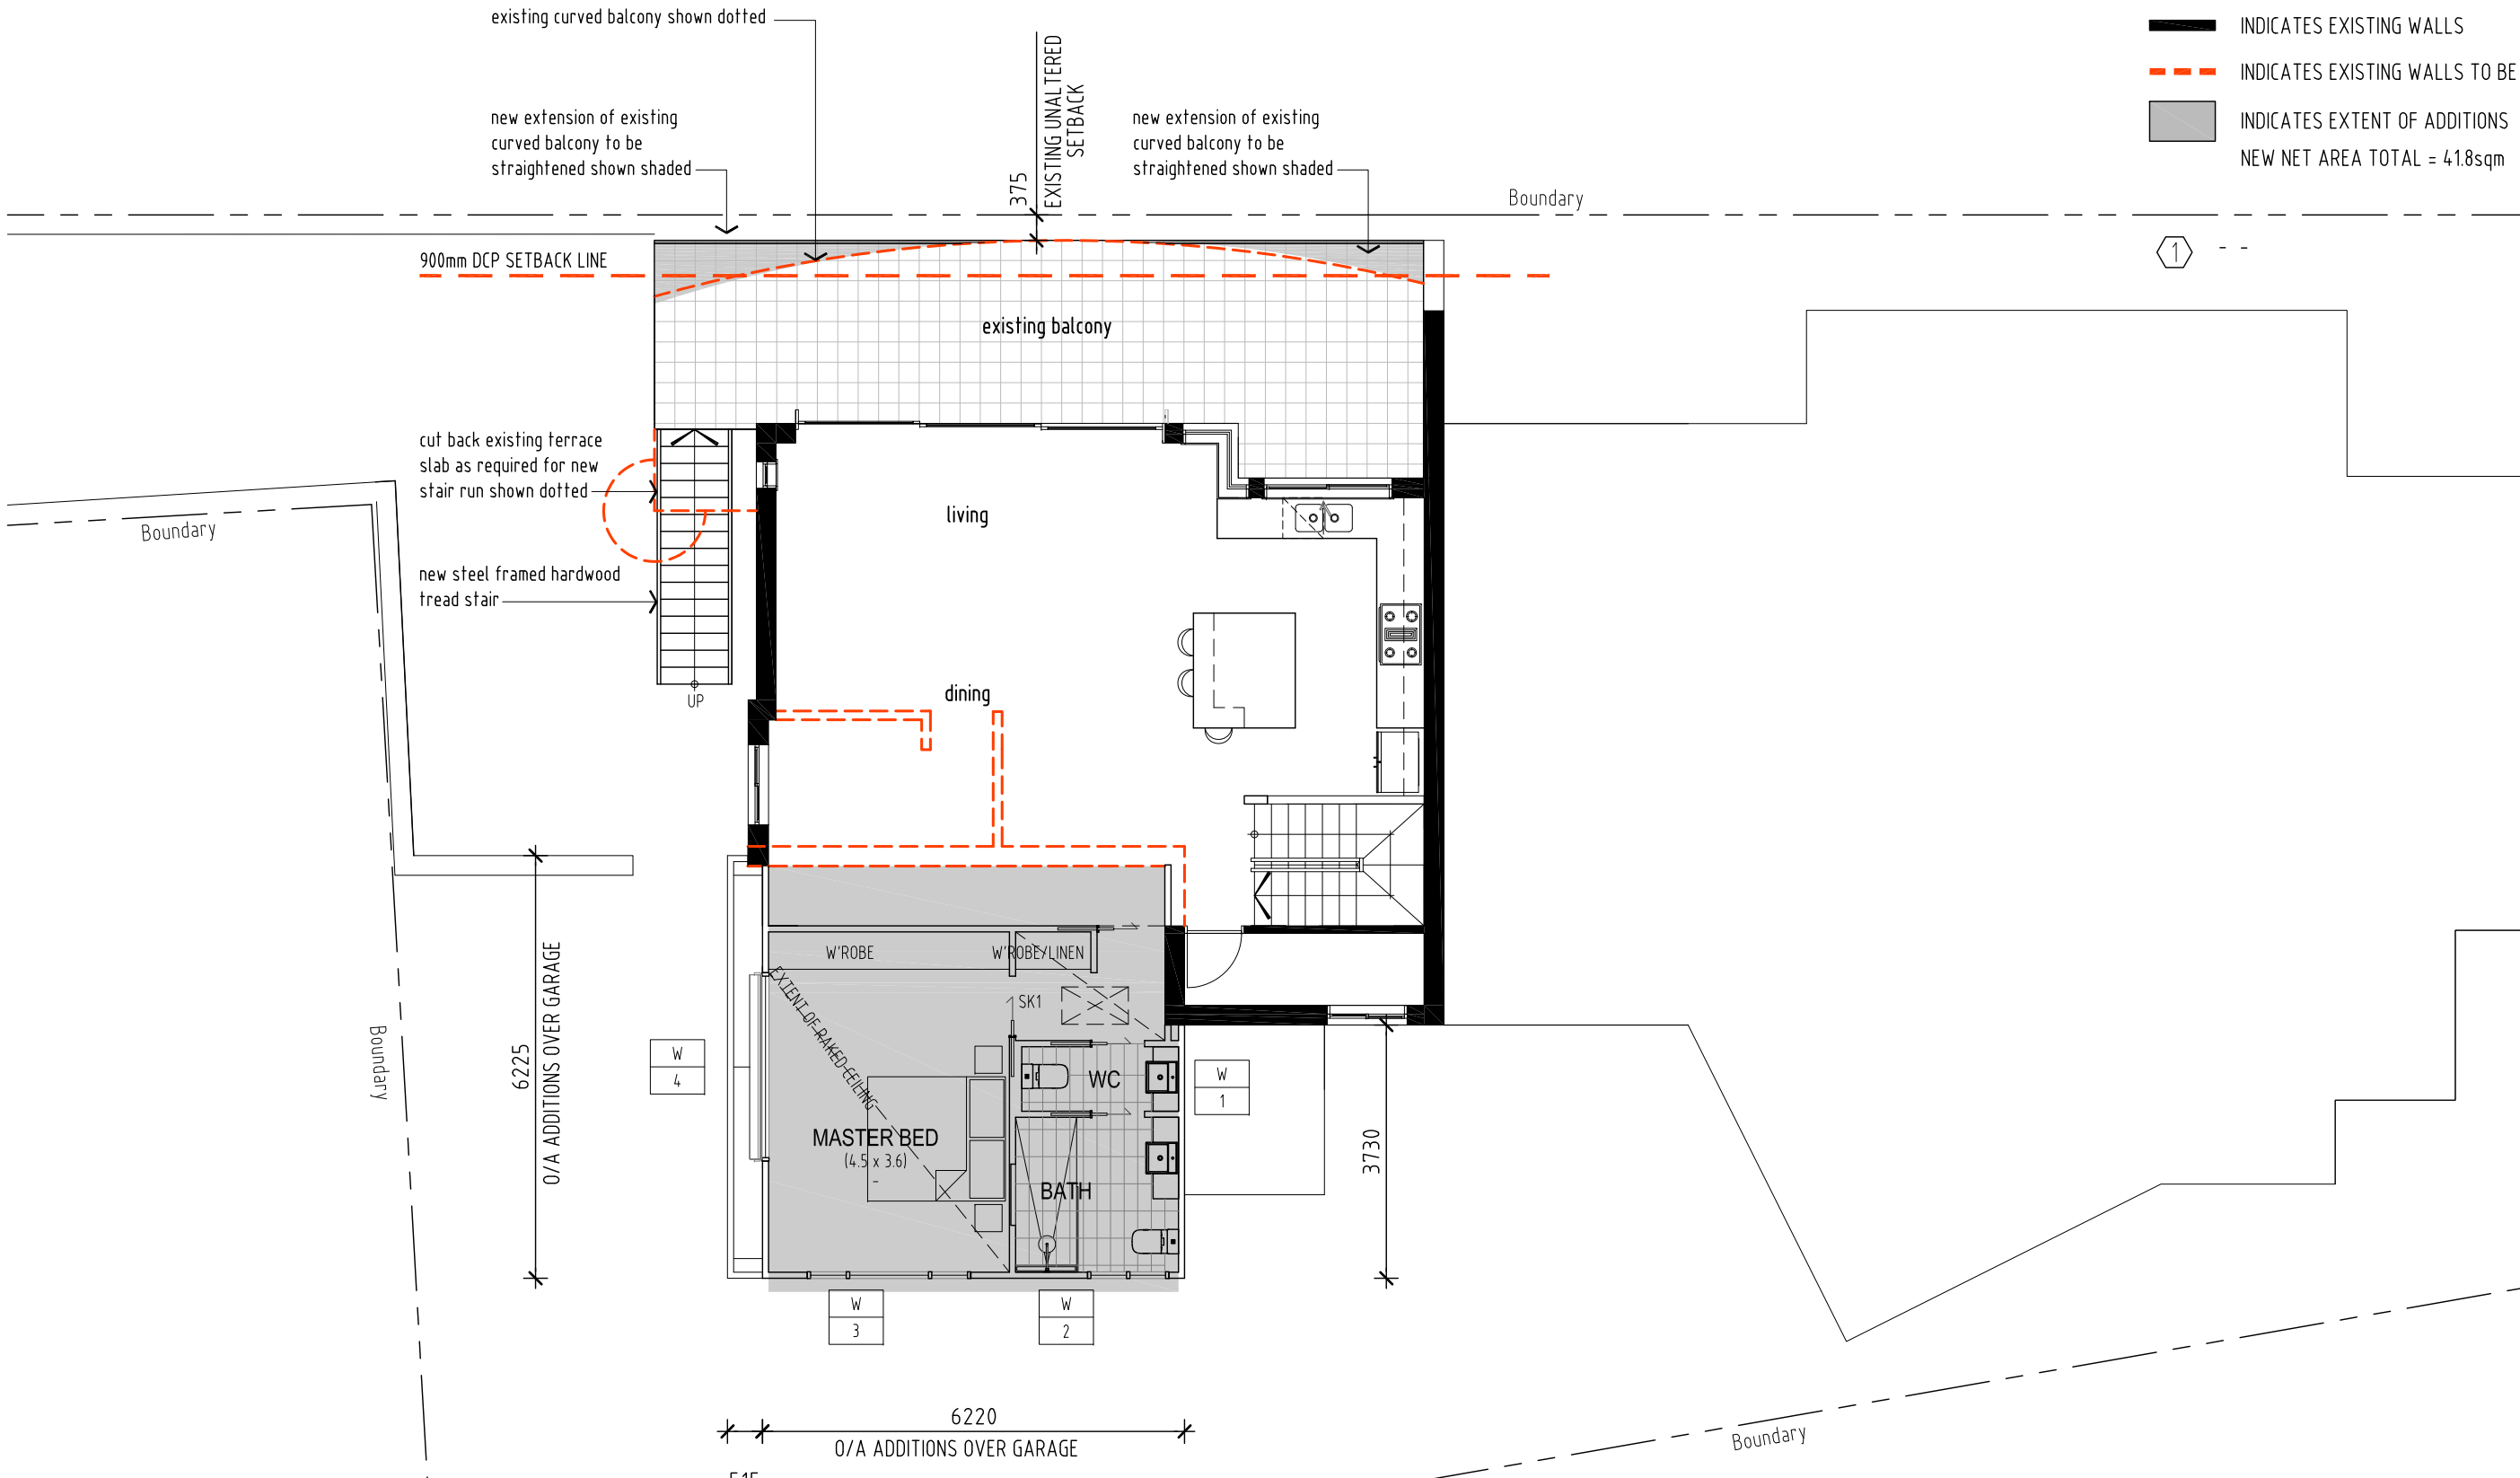 existing curved balcony shown dotted
INDICATES EXISTING WALLS
INDICATES EXISTING WALLS TO BE
INDICATES EXTENT OF ADDITIONS
NEW NET AREA TOTAL = 41.8sqm
new extension of existing
curved balcony to be
straightened shown shaded
375
EXISTING UNALTERED
SETBACK
new extension of existing
curved balcony to be
straightened shown shaded
Boundary
900mm DCP SETBACK LINE
1 - -
existing balcony
cut back existing terrace
slab as required for new
stair run shown dotted
Boundary
living
new steel framed hardwood
tread stair
UP
dining
W'ROBE
W'ROBE/LINEN
EXTENT OF RAKED CEILING
SK1
6225
O/A ADDITIONS OVER GARAGE
Boundary
W
4
WC
W
1
MASTER BED
(4.5 x 3.6)
-
BATH
3730
W
3
W
2
6220
O/A ADDITIONS OVER GARAGE
Boundary